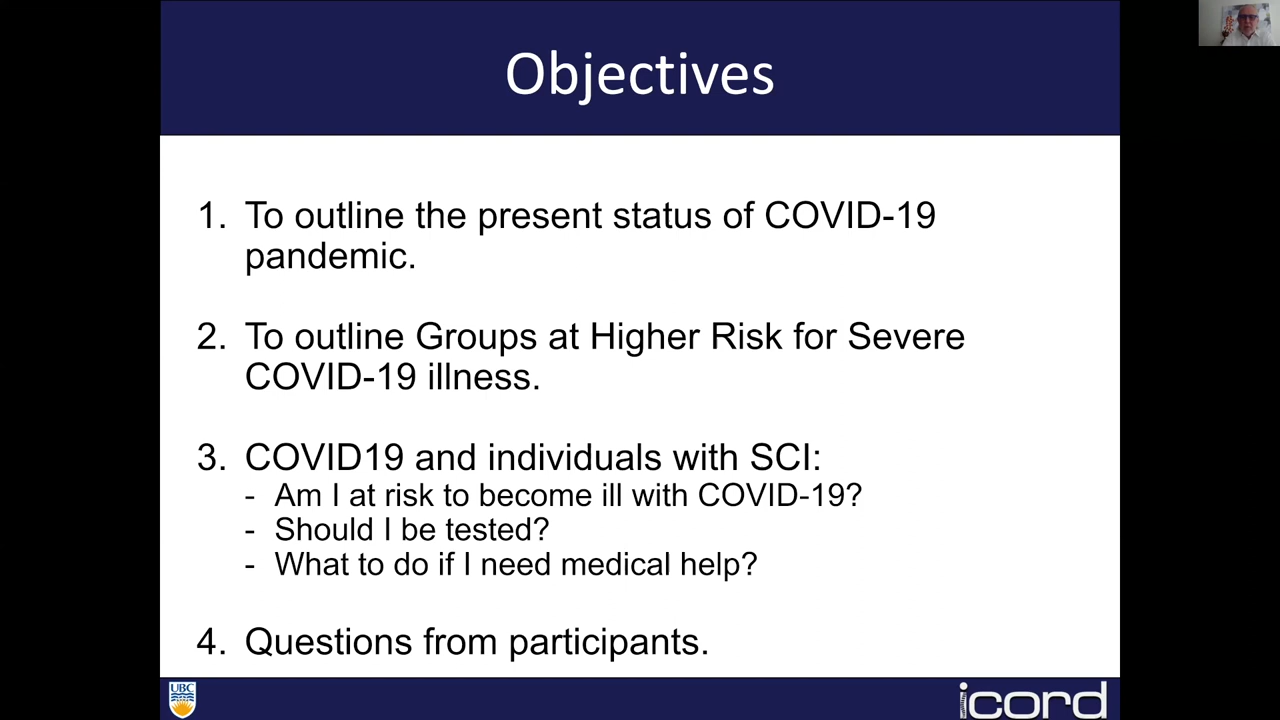 Objectives
1. To outline the present status of COVID-19
pandemic.
2. To outline Groups at Higher Risk for Severe
COVID-19 illness.
3. COVID19 and individuals with SCI:
- Am I at risk to become ill with COVID-19?
- Should I be tested?
- What to do if I need medical help?
4. Questions from participants.
UBC
icord